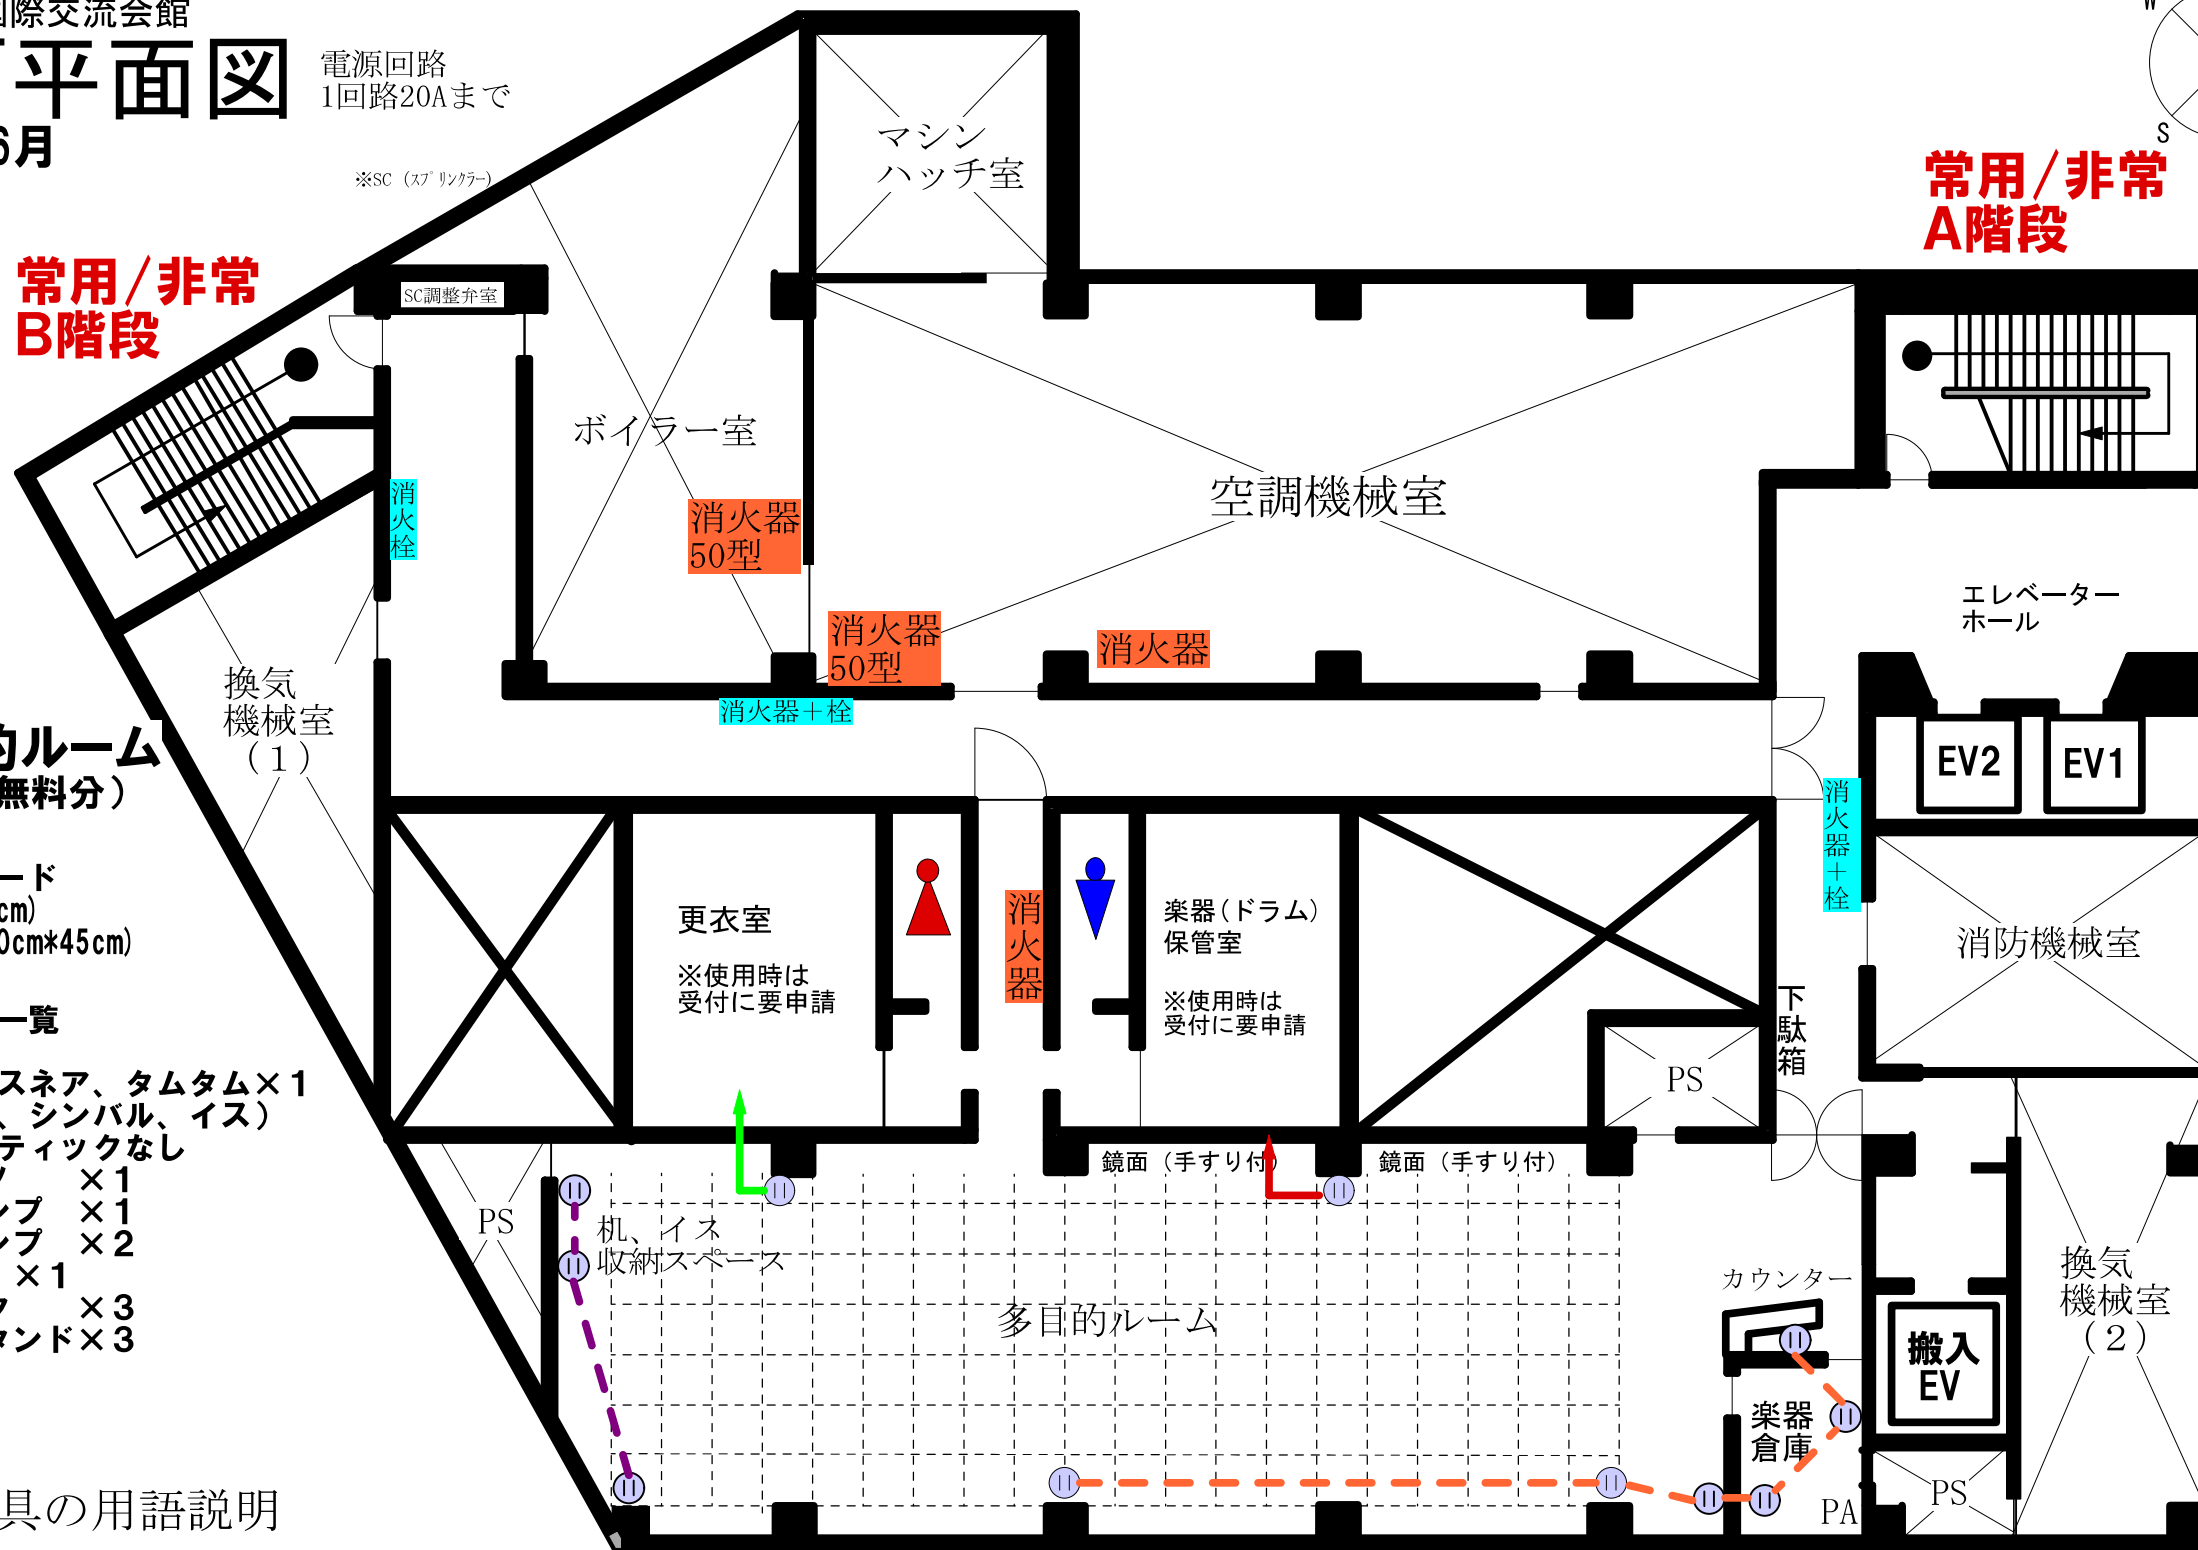 国際交流会館
平面図
電源回路
1回路20Aまで
6月
※SC (スプリンクラー)
W
S
常用/非常
A階段
常用/非常
B階段
マシン
ハッチ室
SC調整弁室
ボイラー室
空調機械室
消火栓
消火器
50型
消火器
50型
消火器
消火器+栓
エレベーター
ホール
EV2
EV1
換気
機械室
(1)
的ルーム
無料分)
消火器+栓
ード
cm)
0cm*45cm)
更衣室
※使用時は
受付に要申請
消火器
楽器(ドラム)
保管室
※使用時は
受付に要申請
消防機械室
下駄箱
一覧
スネア、タムタム×1
、シンバル、イス)
ティックなし
×1
ンプ ×1
ンプ ×2
×1
×3
タンド×3
PS
PS
鏡面(手すり付)
鏡面(手すり付)
机、イス
収納スペース
多目的ルーム
カウンター
換気
機械室
(2)
搬入
EV
楽器
倉庫
PA
PS
具の用語説明